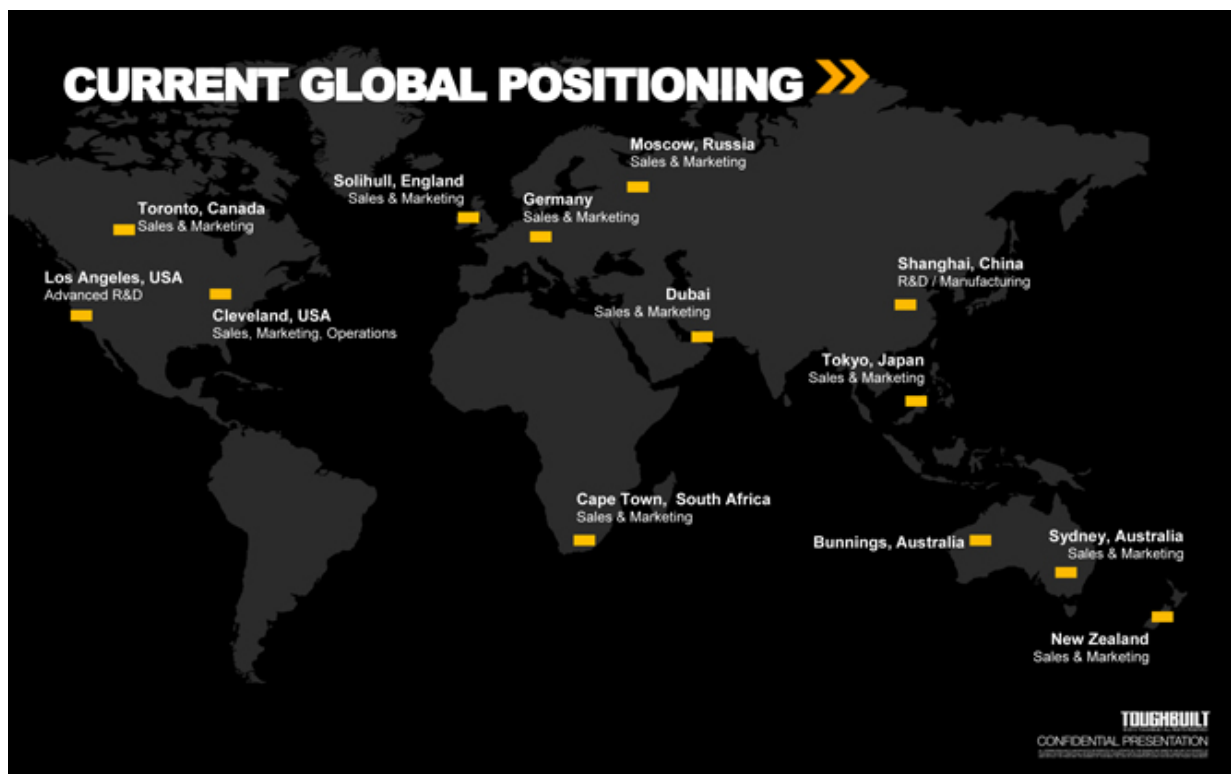 CURRENT GLOBAL POSITIONING
Moscow, Russia
Sales & Marketing
Solihull, England
Sales & Marketing
Germany
Sales & Marketing
Toronto, Canada
Sales & Marketing
Los Angeles, USA
Advanced R&D
Cleveland, USA
Sales, Marketing, Operations
Dubai
Sales & Marketing
Shanghai, China
R&D / Manufacturing
Tokyo, Japan
Sales & Marketing
Cape Town, South Africa
Sales & Marketing
Bunnings, Australia
Sydney, Australia
Sales & Marketing
New Zealand
Sales & Marketing
TOUGHBUILT
CONFIDENTIAL PRESENTATION